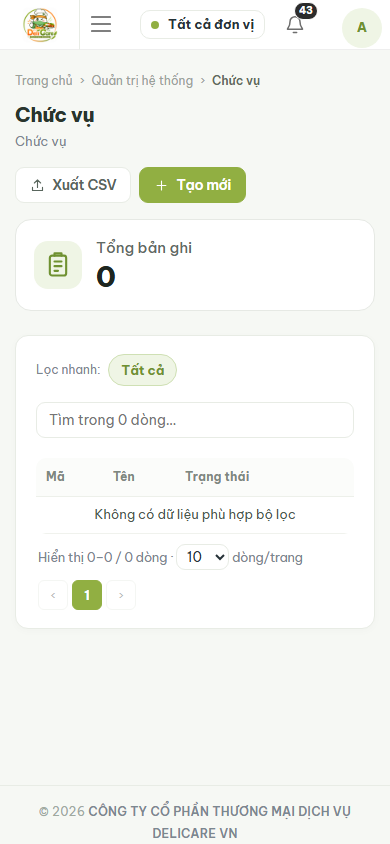 Tất cả đơn vị
43
A
Trang chủ › Quản trị hệ thống › Chức vụ
Chức vụ
Chức vụ
Xuất CSV
+ Tạo mới
Tổng bản ghi
0
Lọc nhanh: Tất cả
Tìm trong 0 dòng...
Mã Tên Trạng thái
Không có dữ liệu phù hợp bộ lọc
Hiển thị 0–0 / 0 dòng · 10 dòng/trang
‹ 1 ›
© 2026 CÔNG TY CỔ PHẦN THƯƠNG MẠI DỊCH VỤ
DELICARE VN